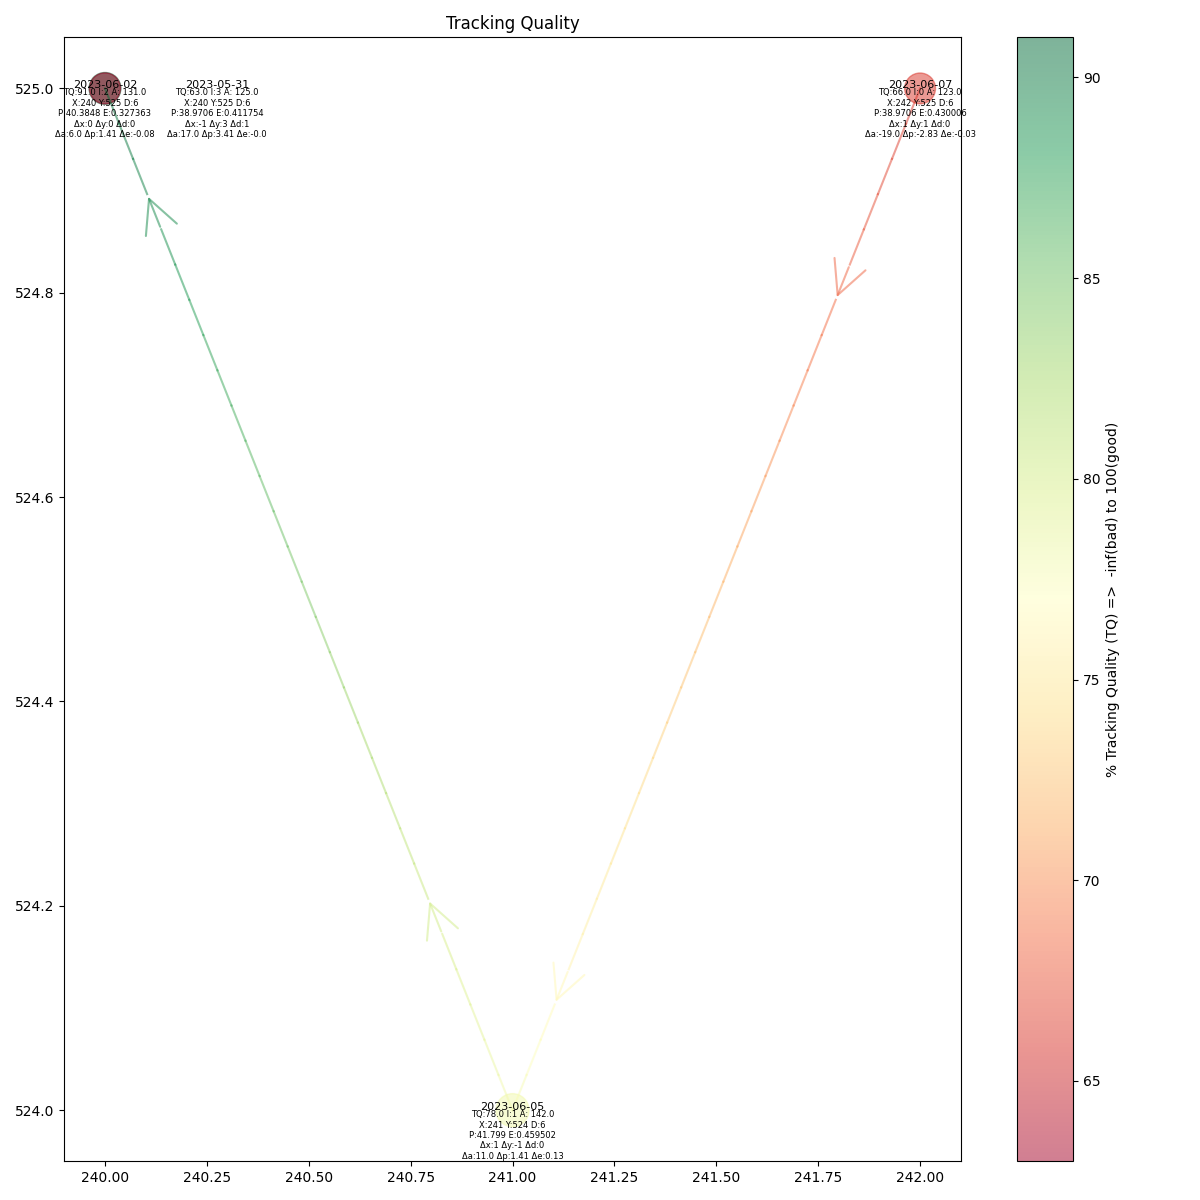 Tracking Quality
525.0
524.8
524.6
524.4
524.2
524.0
2023-06-02
TQ:91.0 I:2 A: 131.0
X:240 Y:525 D:6
P:40.3848 E:0.327363
Δx:0 Δy:0 Δd:0
Δa:6.0 Δp:1.41 Δe:-0.08
2023-05-31
TQ:63.0 I:3 A: 125.0
X:240 Y:525 D:6
P:38.9706 E:0.411754
Δx:-1 Δy:3 Δd:1
Δa:17.0 Δp:3.41 Δe:-0.0
2023-06-07
TQ:66.0 I:0 A: 123.0
X:242 Y:525 D:6
P:38.9706 E:0.430006
Δx:1 Δy:1 Δd:0
Δa:-19.0 Δp:-2.83 Δe:-0.03
2023-06-05
TQ:78.0 I:1 A: 142.0
X:241 Y:524 D:6
P:41.799 E:0.459502
Δx:1 Δy:-1 Δd:0
Δa:11.0 Δp:1.41 Δe:0.13
240.00 240.25 240.50 240.75 241.00 241.25 241.50 241.75 242.00
90
85
80
75
70
65
% Tracking Quality (TQ) =>  -inf(bad) to 100(good)